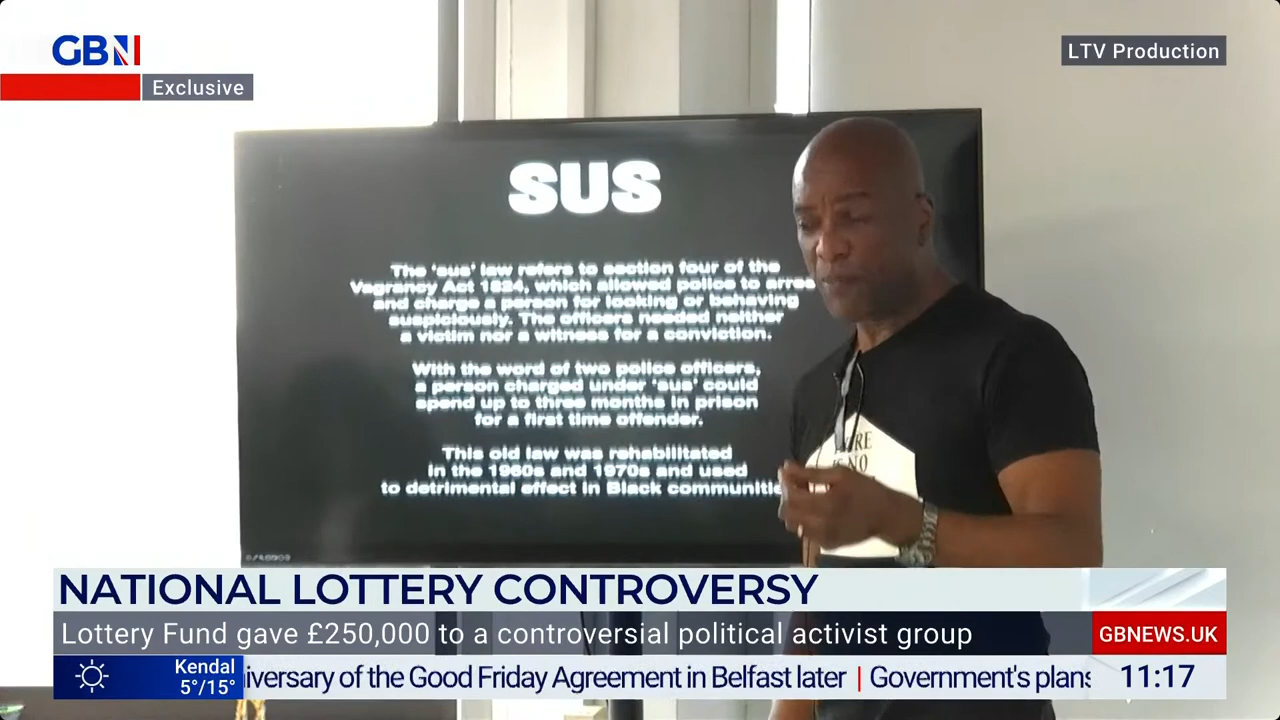 GBN
LTV Production
Exclusive
SUS
The 'sus' law refers to section four of the
Vagrancy Act 1824, which allowed police to arres
and charge a person for looking or behaving
suspiciously. The officers needed neither
a victim nor a witness for a conviction.
With the word of two police officers,
a person charged under 'sus' could
spend up to three months in prison
for a first time offender.
This old law was rehabilitated
in the 1960s and 1970s and used
to detrimental effect in Black communitie
NO
NATIONAL LOTTERY CONTROVERSY
Lottery Fund gave £250,000 to a controversial political activist group
GBNEWS.UK
Kendal
5°/15°
iversary of the Good Friday Agreement in Belfast later | Government's plans
11:17